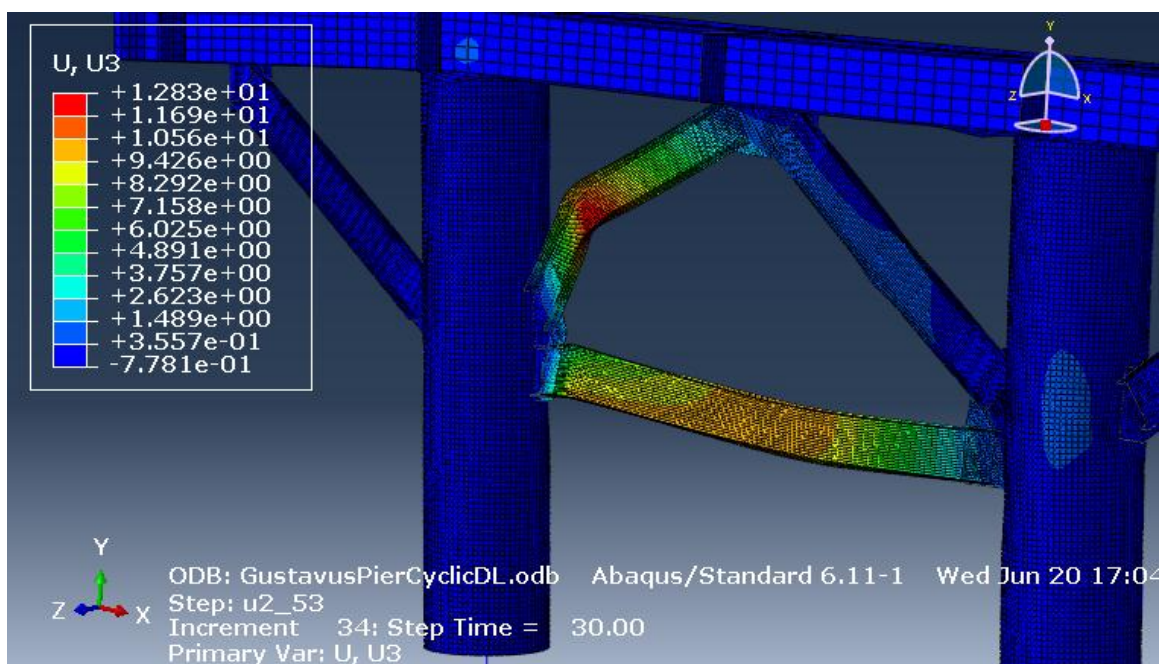 U, U3
+1.283e+01
+1.169e+01
+1.056e+01
+9.426e+00
+8.292e+00
+7.158e+00
+6.025e+00
+4.891e+00
+3.757e+00
+2.623e+00
+1.489e+00
+3.557e-01
-7.781e-01
Y
Z
X
Y
Z
X
ODB: GustavusPierCyclicDL.odb Abaqus/Standard 6.11-1 Wed Jun 20 17:04
Step: u2_53
Increment 34: Step Time = 30.00
Primary Var: U, U3